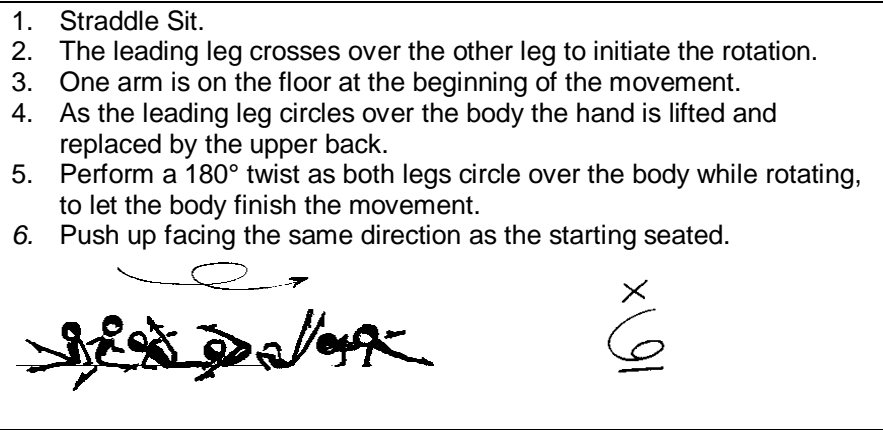 1. Straddle Sit.
2. The leading leg crosses over the other leg to initiate the rotation.
3. One arm is on the floor at the beginning of the movement.
4. As the leading leg circles over the body the hand is lifted and
replaced by the upper back.
5. Perform a 180° twist as both legs circle over the body while rotating,
to let the body finish the movement.
6. Push up facing the same direction as the starting seated.